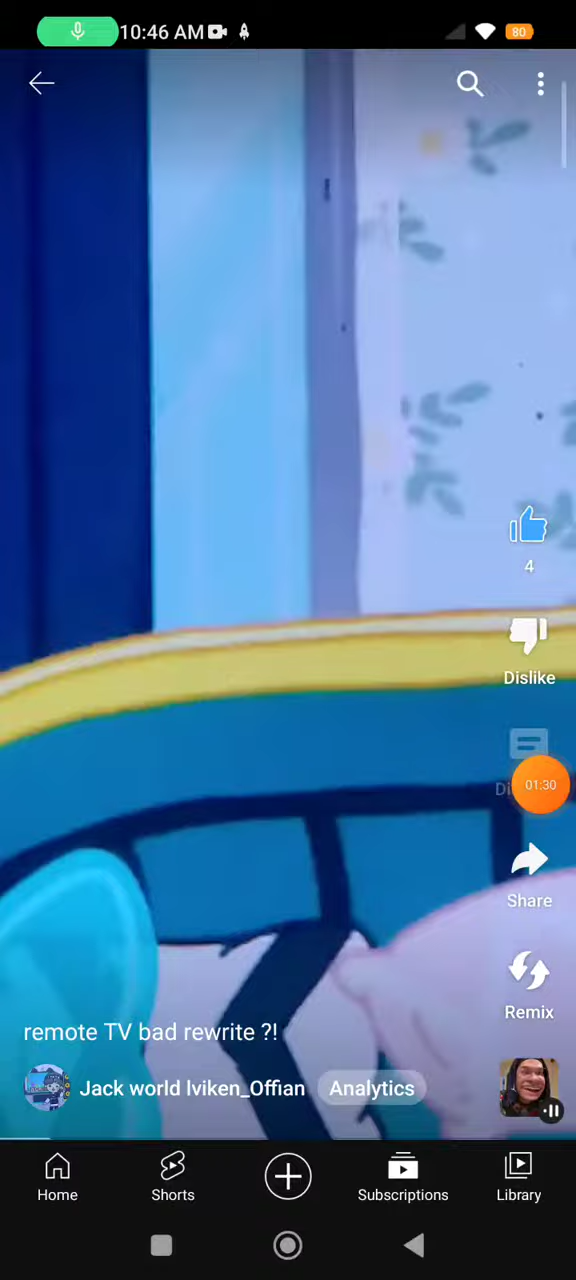 10:46 AM
80
4
Dislike
01:30
Share
Remix
remote TV bad rewrite ?!
Jack world lviken_Offian
Analytics
Home
Shorts
Subscriptions
Library